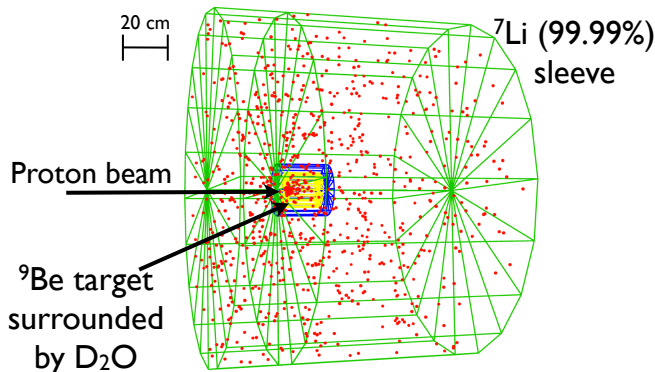 20 cm
⁷Li (99.99%)
sleeve
Proton beam
⁹Be target
surrounded
by D₂O